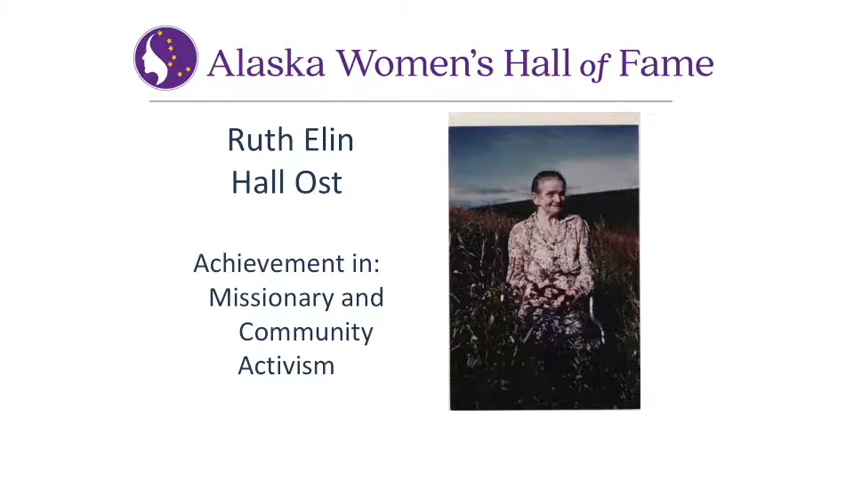 Alaska Women's Hall of Fame
Ruth Elin
Hall Ost
Achievement in:
Missionary and
Community
Activism